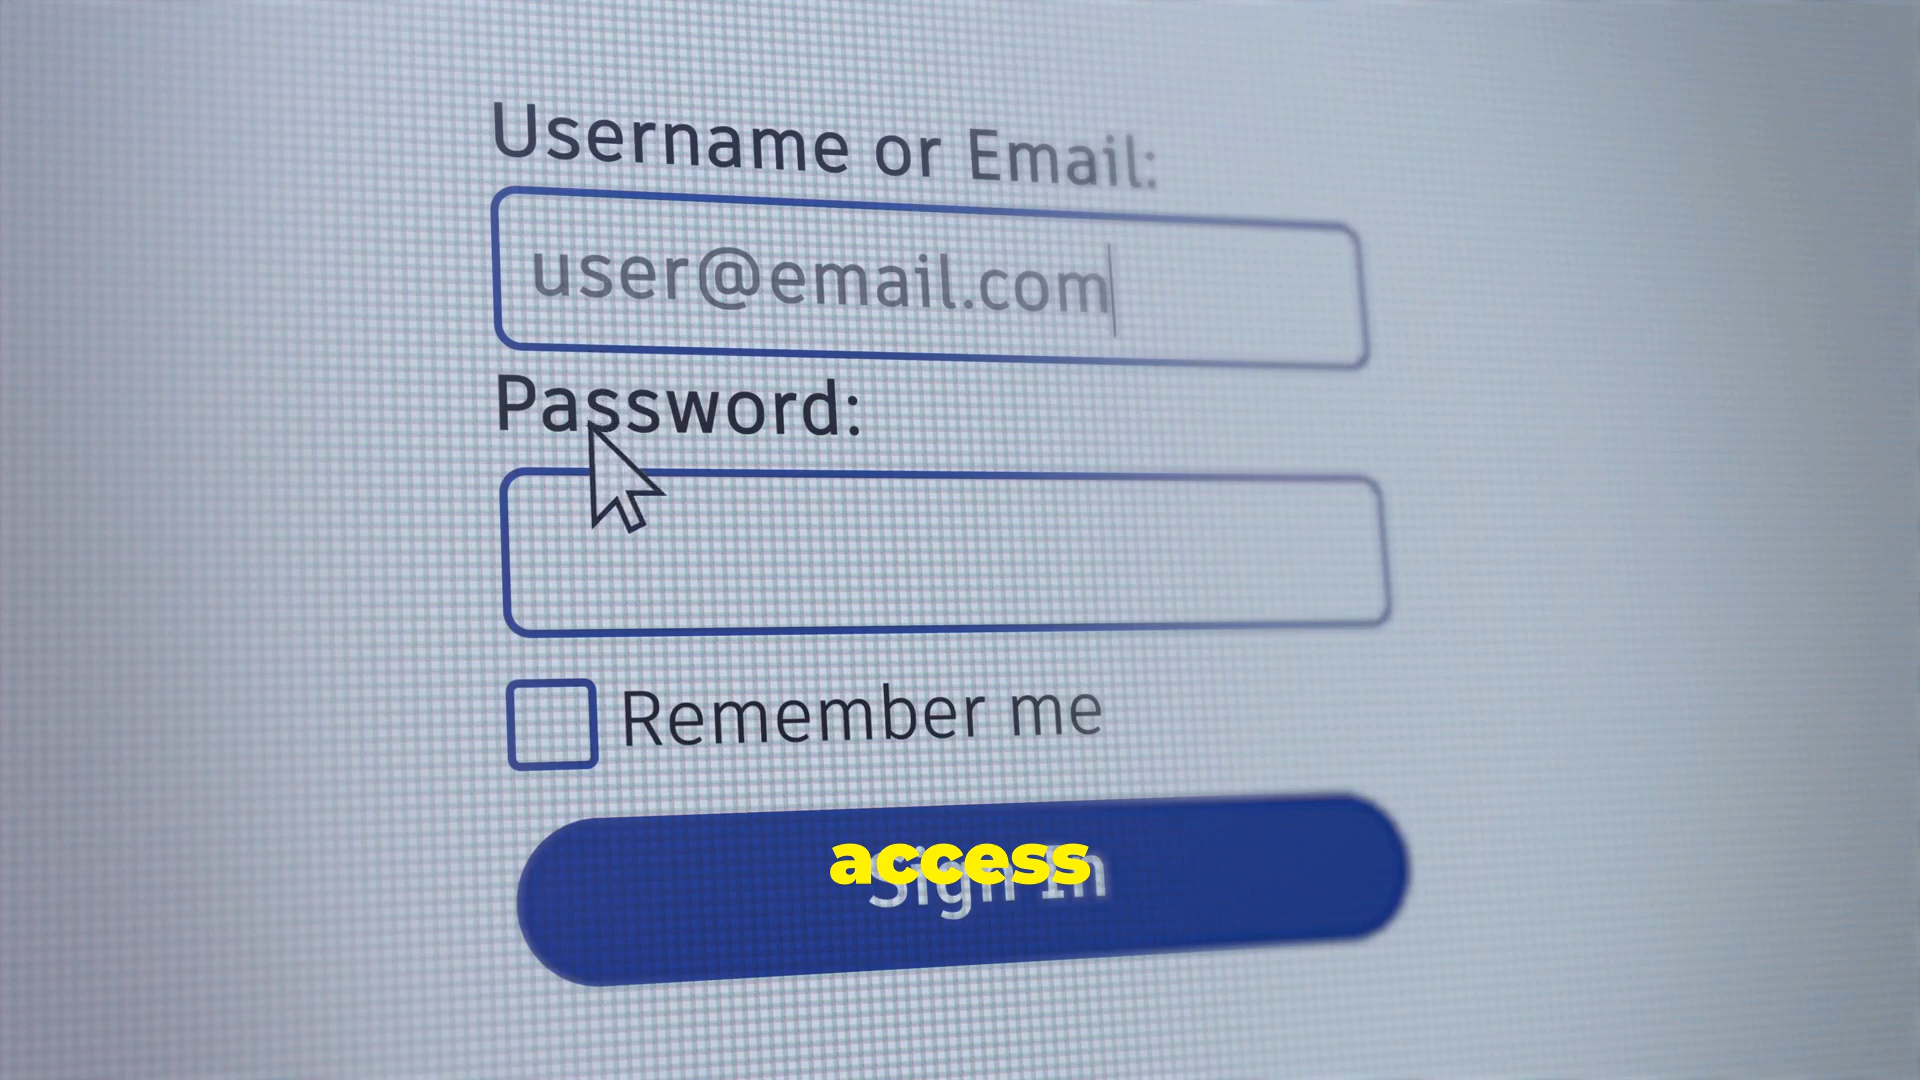 Username or Email:
user@email.com
Password:
Remember me
access
Sign In